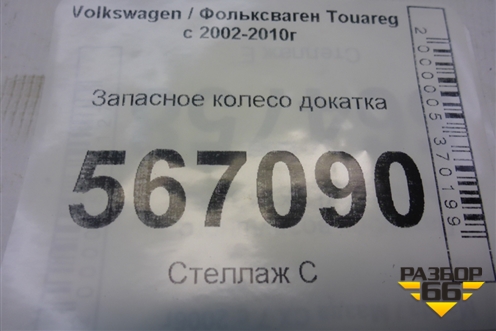 Volkswagen / Фольксваген Touareg
с 2002-2010г
Запасное колесо докатка
567090
Стеллаж С
2000005370199
РАЗБОР
66